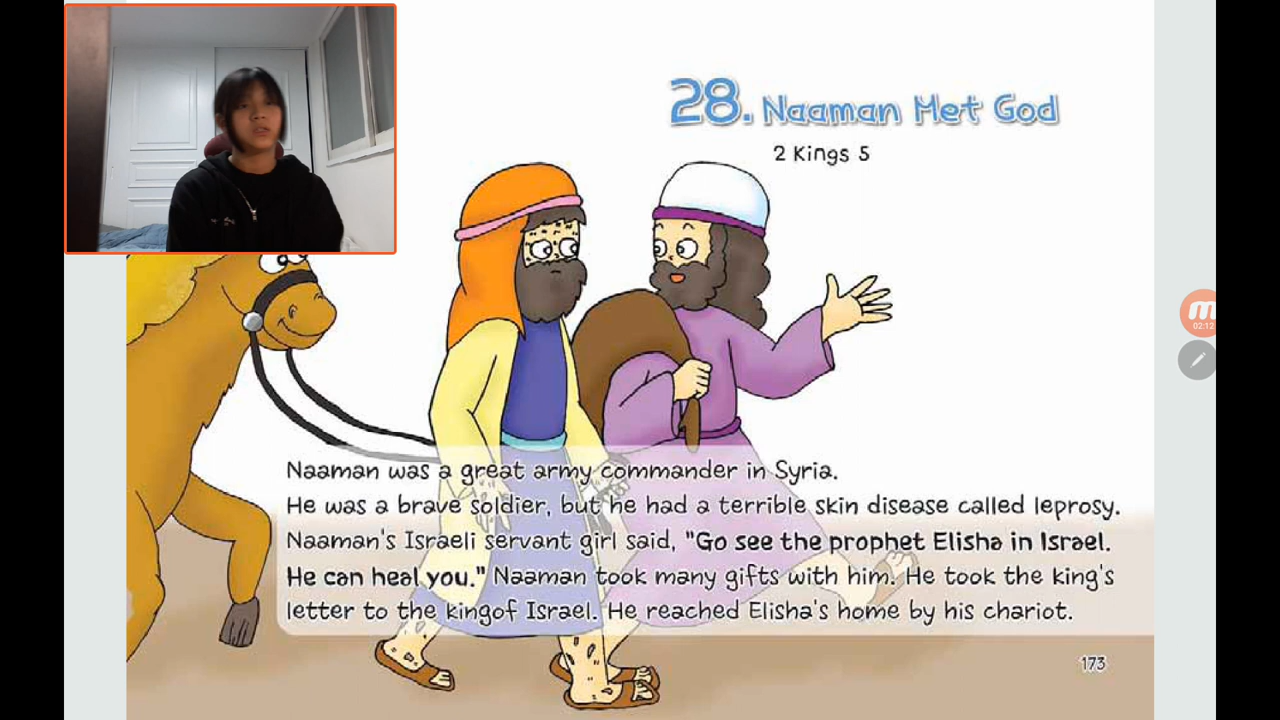 28. Naaman Met God
2 Kings 5
Naaman was a great army commander in Syria.
He was a brave soldier, but he had a terrible skin disease called leprosy.
Naaman's Israeli servant girl said, "Go see the prophet Elisha in Israel.
He can heal you." Naaman took many gifts with him. He took the king's
letter to the kingof Israel. He reached Elisha's home by his chariot.
173
02:12